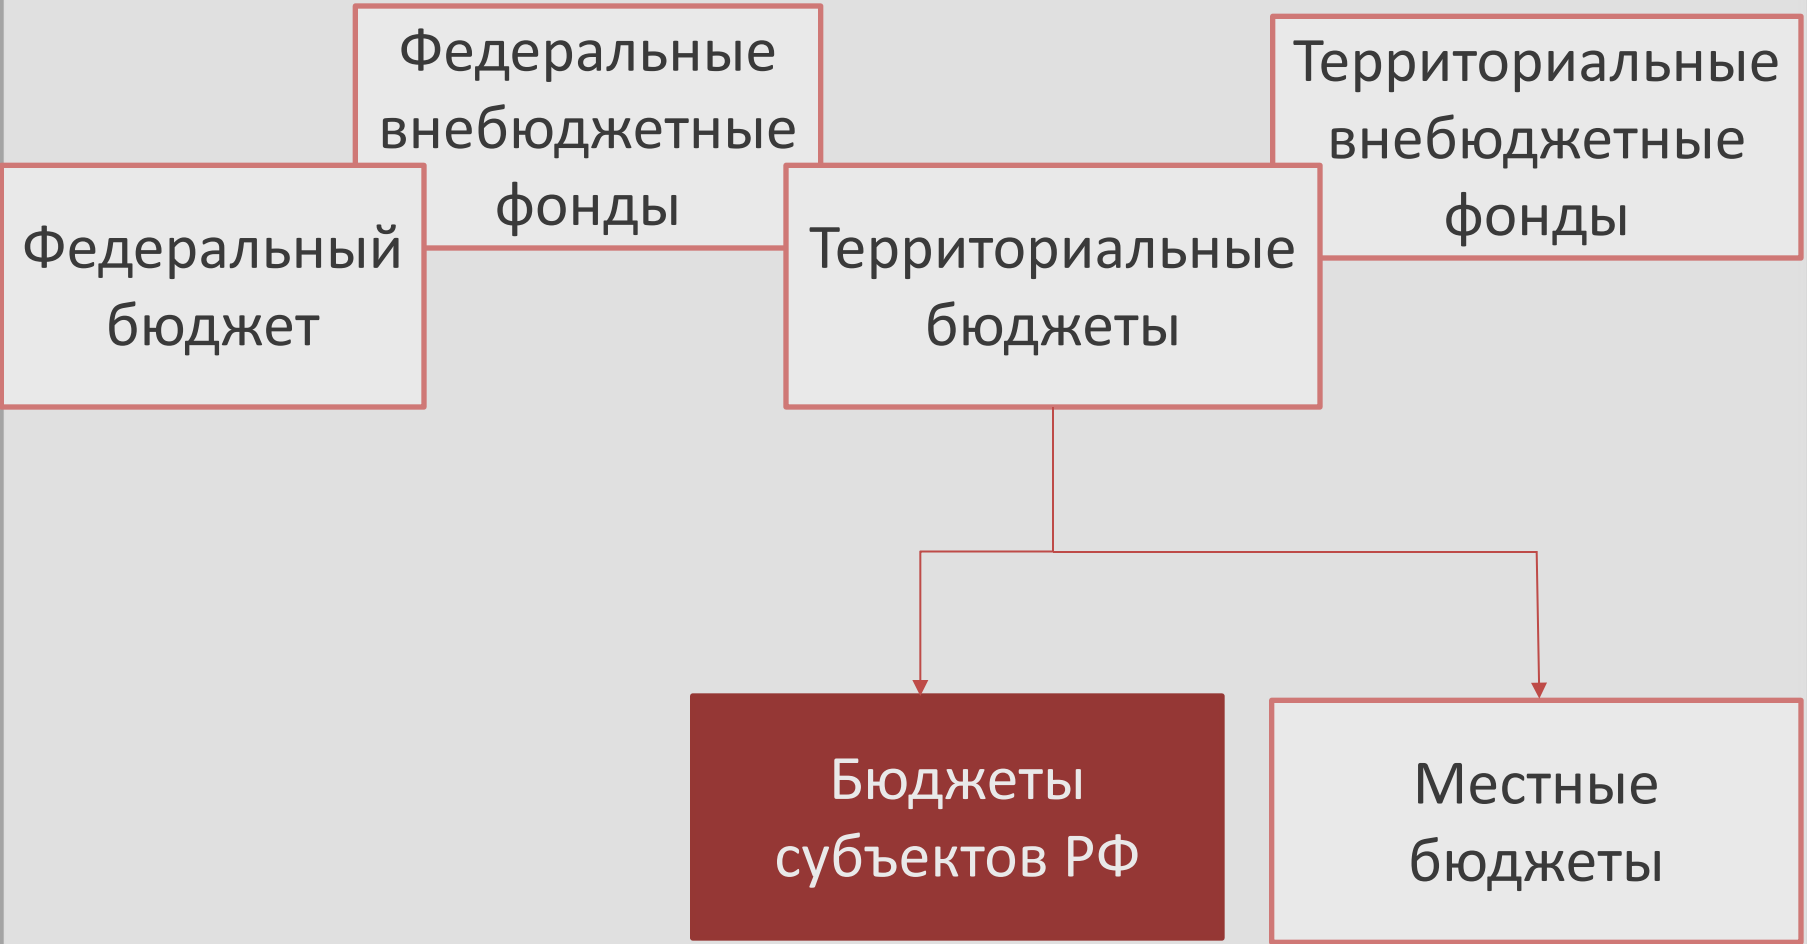 Федеральные
внебюджетные
фонды
Территориальные
внебюджетные
фонды
Федеральный
бюджет
Территориальные
бюджеты
Бюджеты
субъектов РФ
Местные
бюджеты